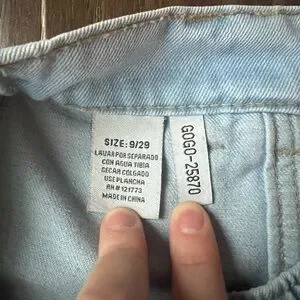 SIZE: 9/29
LAVAR POR SEPARADO
CON AGUA TIBIA
SECAR COLGADO
USE PLANCHA
RN# 121773
MADE IN CHINA
GOGO-25870